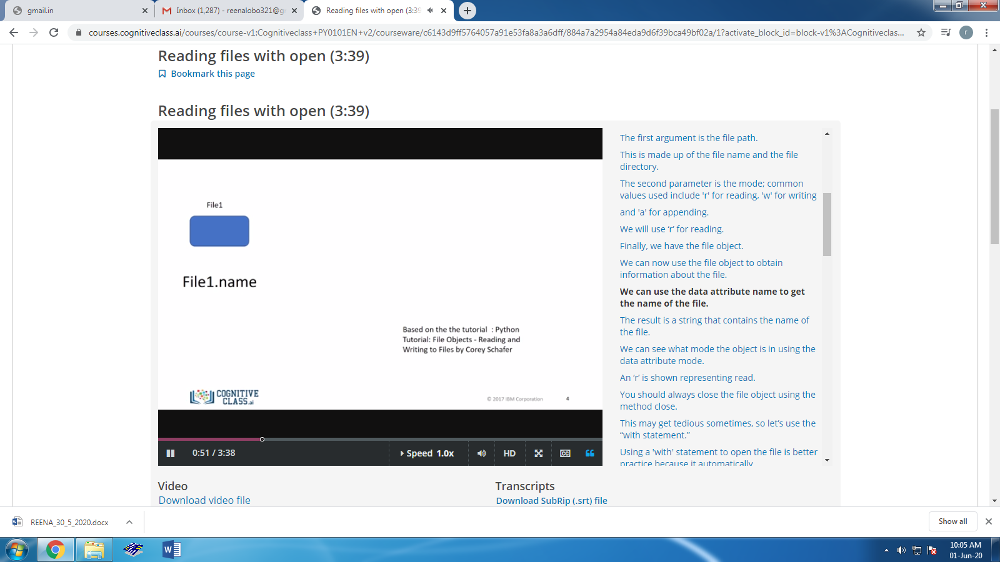 gmail.in
Inbox (1,287) - reenalobo321@g
Reading files with open (3:39
courses.cognitiveclass.ai/courses/course-v1:Cognitiveclass+PY0101EN+v2/courseware/c6143d9ff5764057a91e53fa8a3a6dff/884a7a2954a84eda9d6f39bca49bf02a/1?activate_block_id=block-v1%3ACognitiveclas...
r
Reading files with open (3:39)
Bookmark this page
Reading files with open (3:39)
File1
File1.name
Based on the the tutorial : Python
Tutorial: File Objects - Reading and
Writing to Files by Corey Schafer
COGNITIVE
CLASS.ai
© 2017 IBM Corporation
4
0:51 / 3:38
Speed 1.0x
HD
CC
The first argument is the file path.
This is made up of the file name and the file
directory.
The second parameter is the mode; common
values used include 'r' for reading, 'w' for writing
and 'a' for appending.
We will use ‘r’ for reading.
Finally, we have the file object.
We can now use the file object to obtain
information about the file.
We can use the data attribute name to get
the name of the file.
The result is a string that contains the name of
the file.
We can see what mode the object is in using the
data attribute mode.
An ‘r’ is shown representing read.
You should always close the file object using the
method close.
This may get tedious sometimes, so let’s use the
“with statement.”
Using a 'with' statement to open the file is better
practice because it automatically
Video
Download video file
Transcripts
Download SubRip (.srt) file
REENA_30_5_2020.docx
Show all
10:05 AM
01-Jun-20